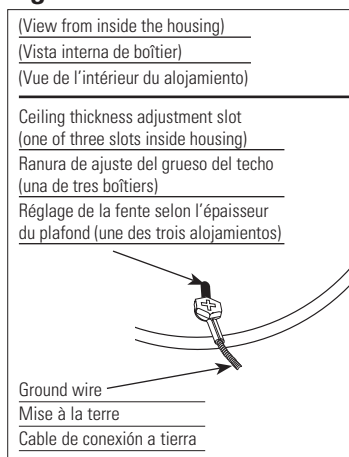 (View from inside the housing)
(Vista interna de boîtier)
(Vue de l’intérieur du alojamiento)
Ceiling thickness adjustment slot
(one of three slots inside housing)
Ranura de ajuste del grueso del techo
(una de tres boîtiers)
Réglage de la fente selon l’épaisseur
du plafond (une des trois alojamientos)
Ground wire
Mise à la terre
Cable de conexión a tierra